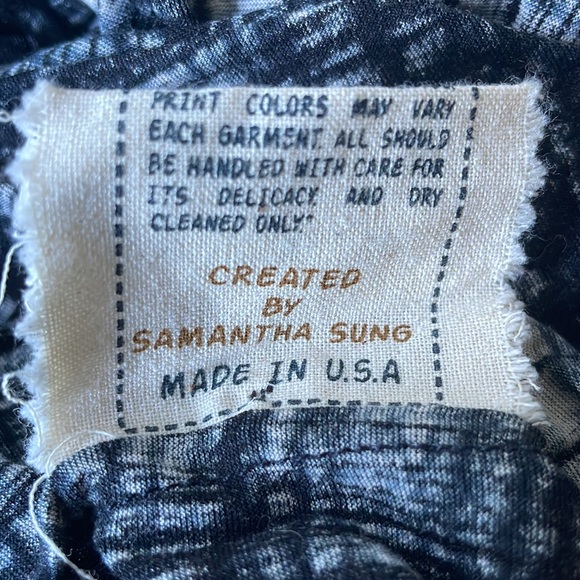 PRINT COLORS MAY VARY
EACH GARMENT. ALL SHOULD
BE HANDLED WITH CARE FOR
ITS DELICACY. AND DRY
CLEANED ONLY."
CREATED
BY
SAMANTHA SUNG
MADE IN U.S.A